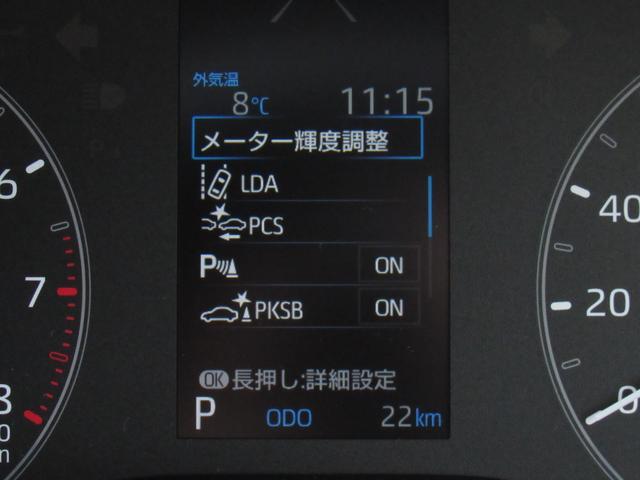 外気温
8℃ 11:15
メーター輝度調整
LDA
PCS
P ON
PKSB ON
OK 長押し:詳細設定
P ODO 22km
6
7
8
40
20
0